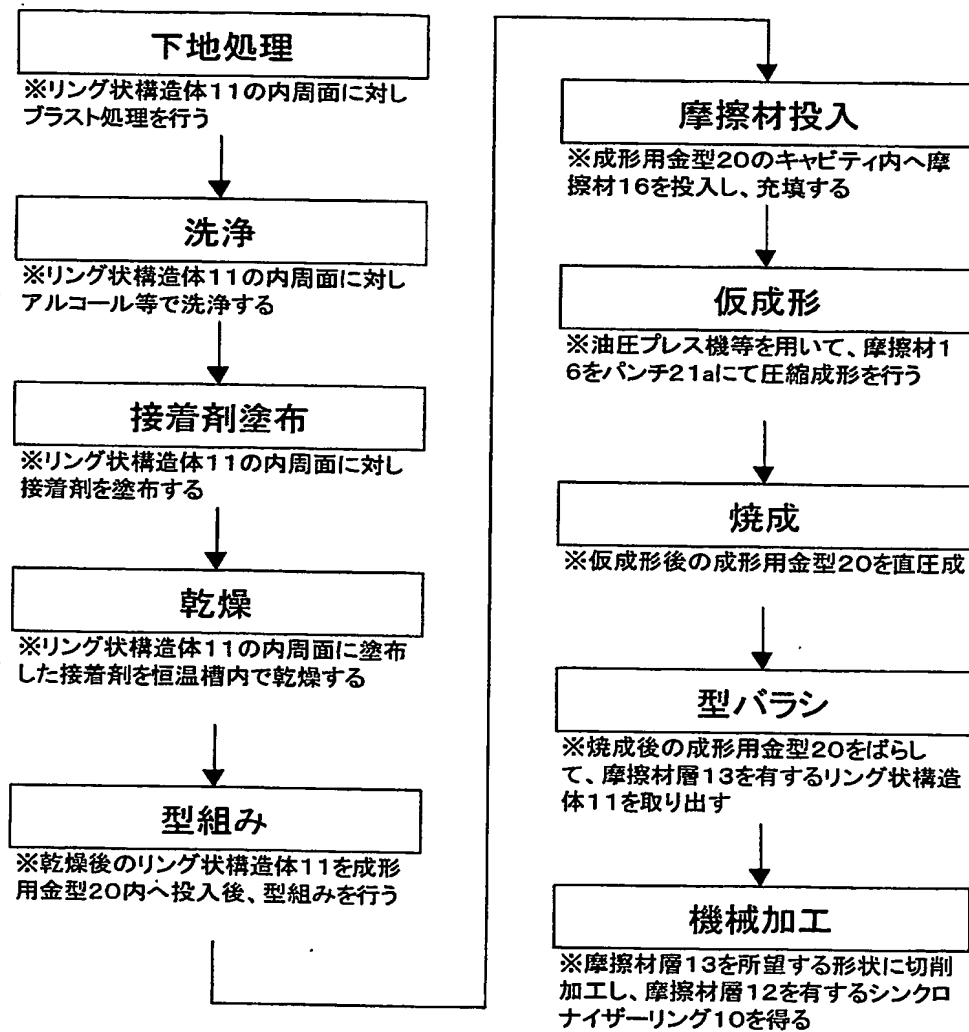 下地処理
※リング状構造体11の内周面に対し
ブラスト処理を行う
洗浄
※リング状構造体11の内周面に対し
アルコール等で洗浄する
接着剤塗布
※リング状構造体11の内周面に対し
接着剤を塗布する
乾燥
※リング状構造体11の内周面に塗布
した接着剤を恒温槽内で乾燥する
型組み
※乾燥後のリング状構造体11を成形
用金型20内へ投入後、型組みを行う
摩擦材投入
※成形用金型20のキャビティ内へ摩
擦材16を投入し、充填する
仮成形
※油圧プレス機等を用いて、摩擦材1
6をパンチ21aにて圧縮成形を行う
焼成
※仮成形後の成形用金型20を直圧成
型バラシ
※焼成後の成形用金型20をばらし
て、摩擦材層13を有するリング状構造
体11を取り出す
機械加工
※摩擦材層13を所望する形状に切削
加工し、摩擦材層12を有するシンクロ
ナイザーリング10を得る